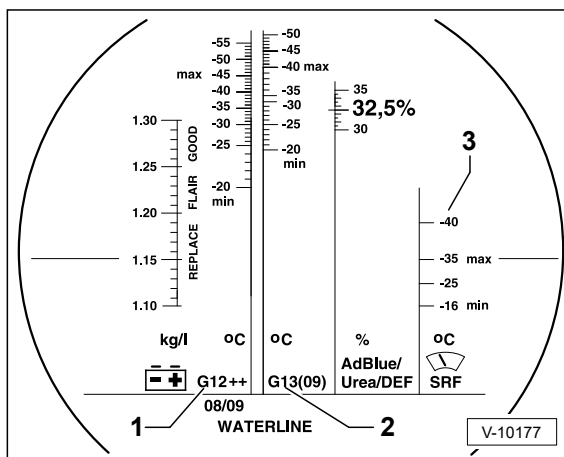 -50
-55
-45
-50
max -45
-40 max
-40
-35
35
-35
-30
32,5%
1.30
-30
-25
30
-25
-20
GOOD
min
3
1.25
-20
min
FLAIR
1.20
-40
REPLACE
1.15
-35 max
-25
1.10
-16 min
kg/l
oC
oC
%
oC
AdBlue/
Urea/DEF
- +
G12++
G13(09)
SRF
08/09
1
WATERLINE
2
V-10177